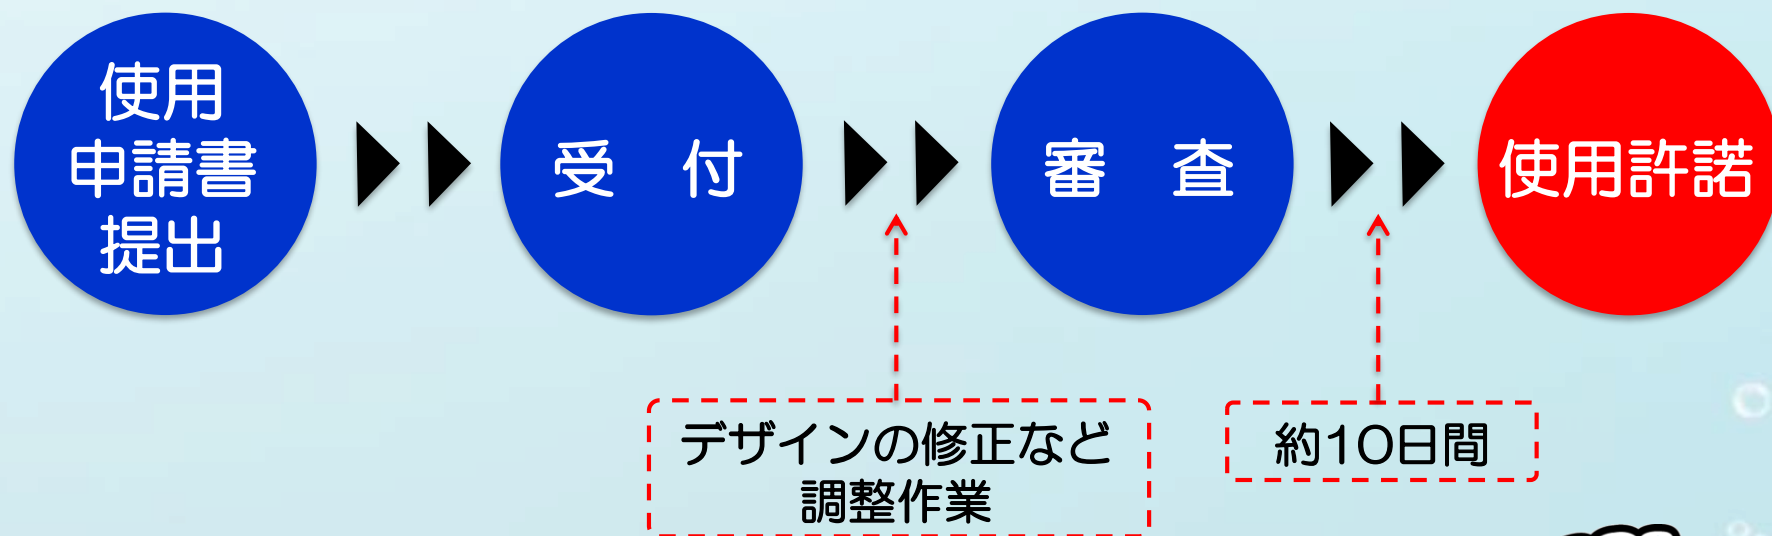 使用
申請書
提出
受　付
審　査
使用許諾
デザインの修正など
調整作業
約10日間